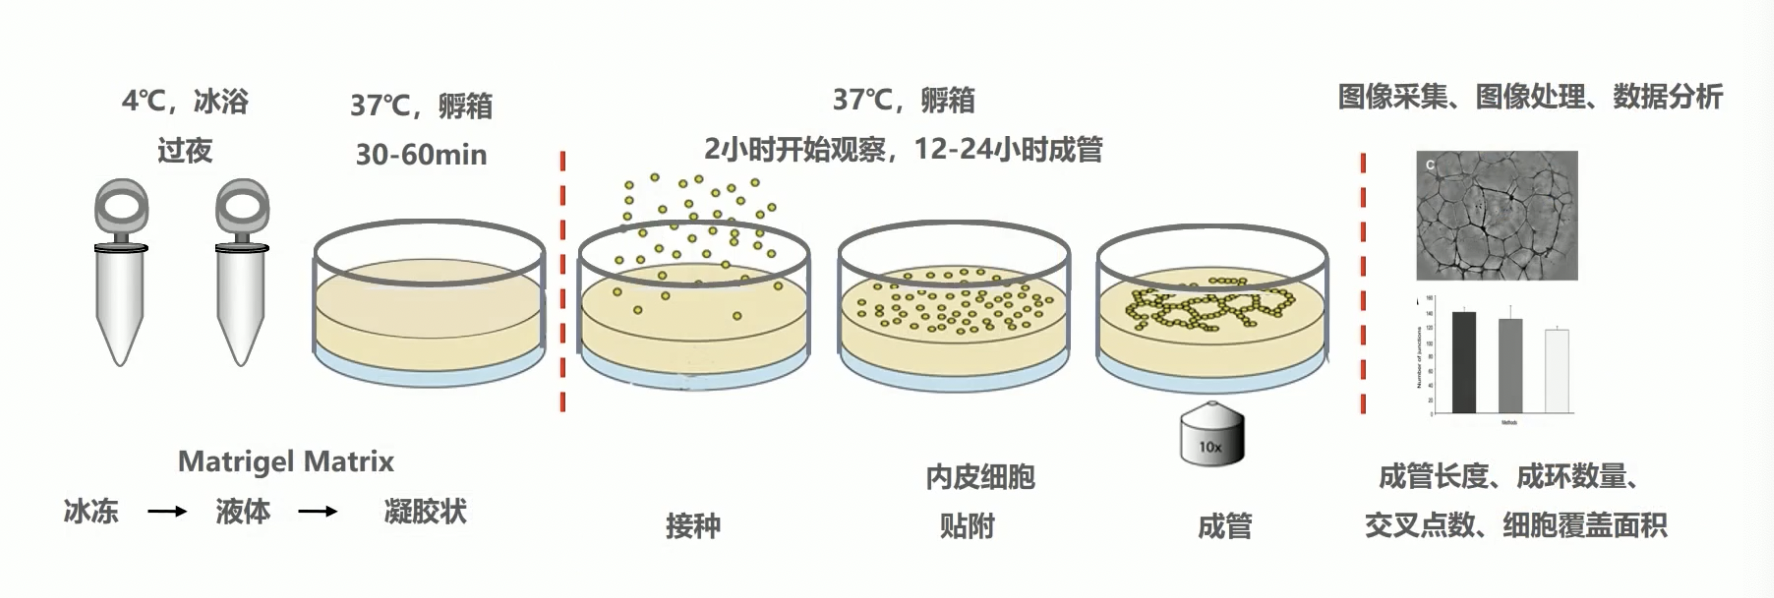 4℃，冰浴
过夜
37℃，孵箱
30-60min
37℃，孵箱
2小时开始观察，12-24小时成管
图像采集、图像处理、数据分析
C
Number of junctions
Methods
10x
Matrigel Matrix
冰冻 → 液体 → 凝胶状
接种
内皮细胞
贴附
成管
成管长度、成环数量、
交叉点数、细胞覆盖面积